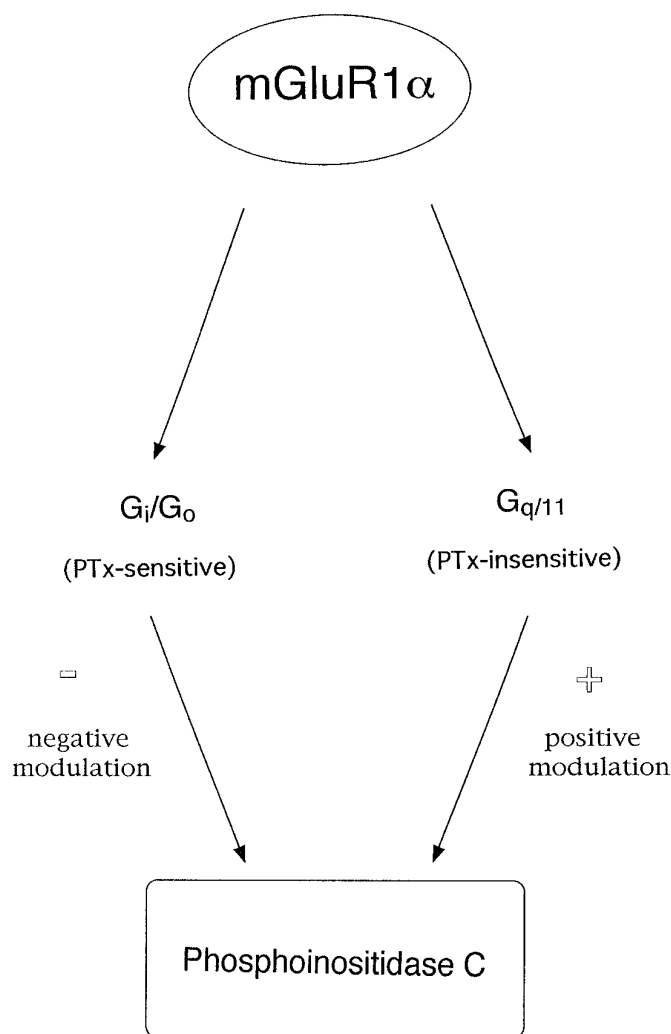 mGluR1α
Gi/Go
(PTx-sensitive)
Gq/11
(PTx-insensitive)
-
negative
modulation
+
positive
modulation
Phosphoinositidase C